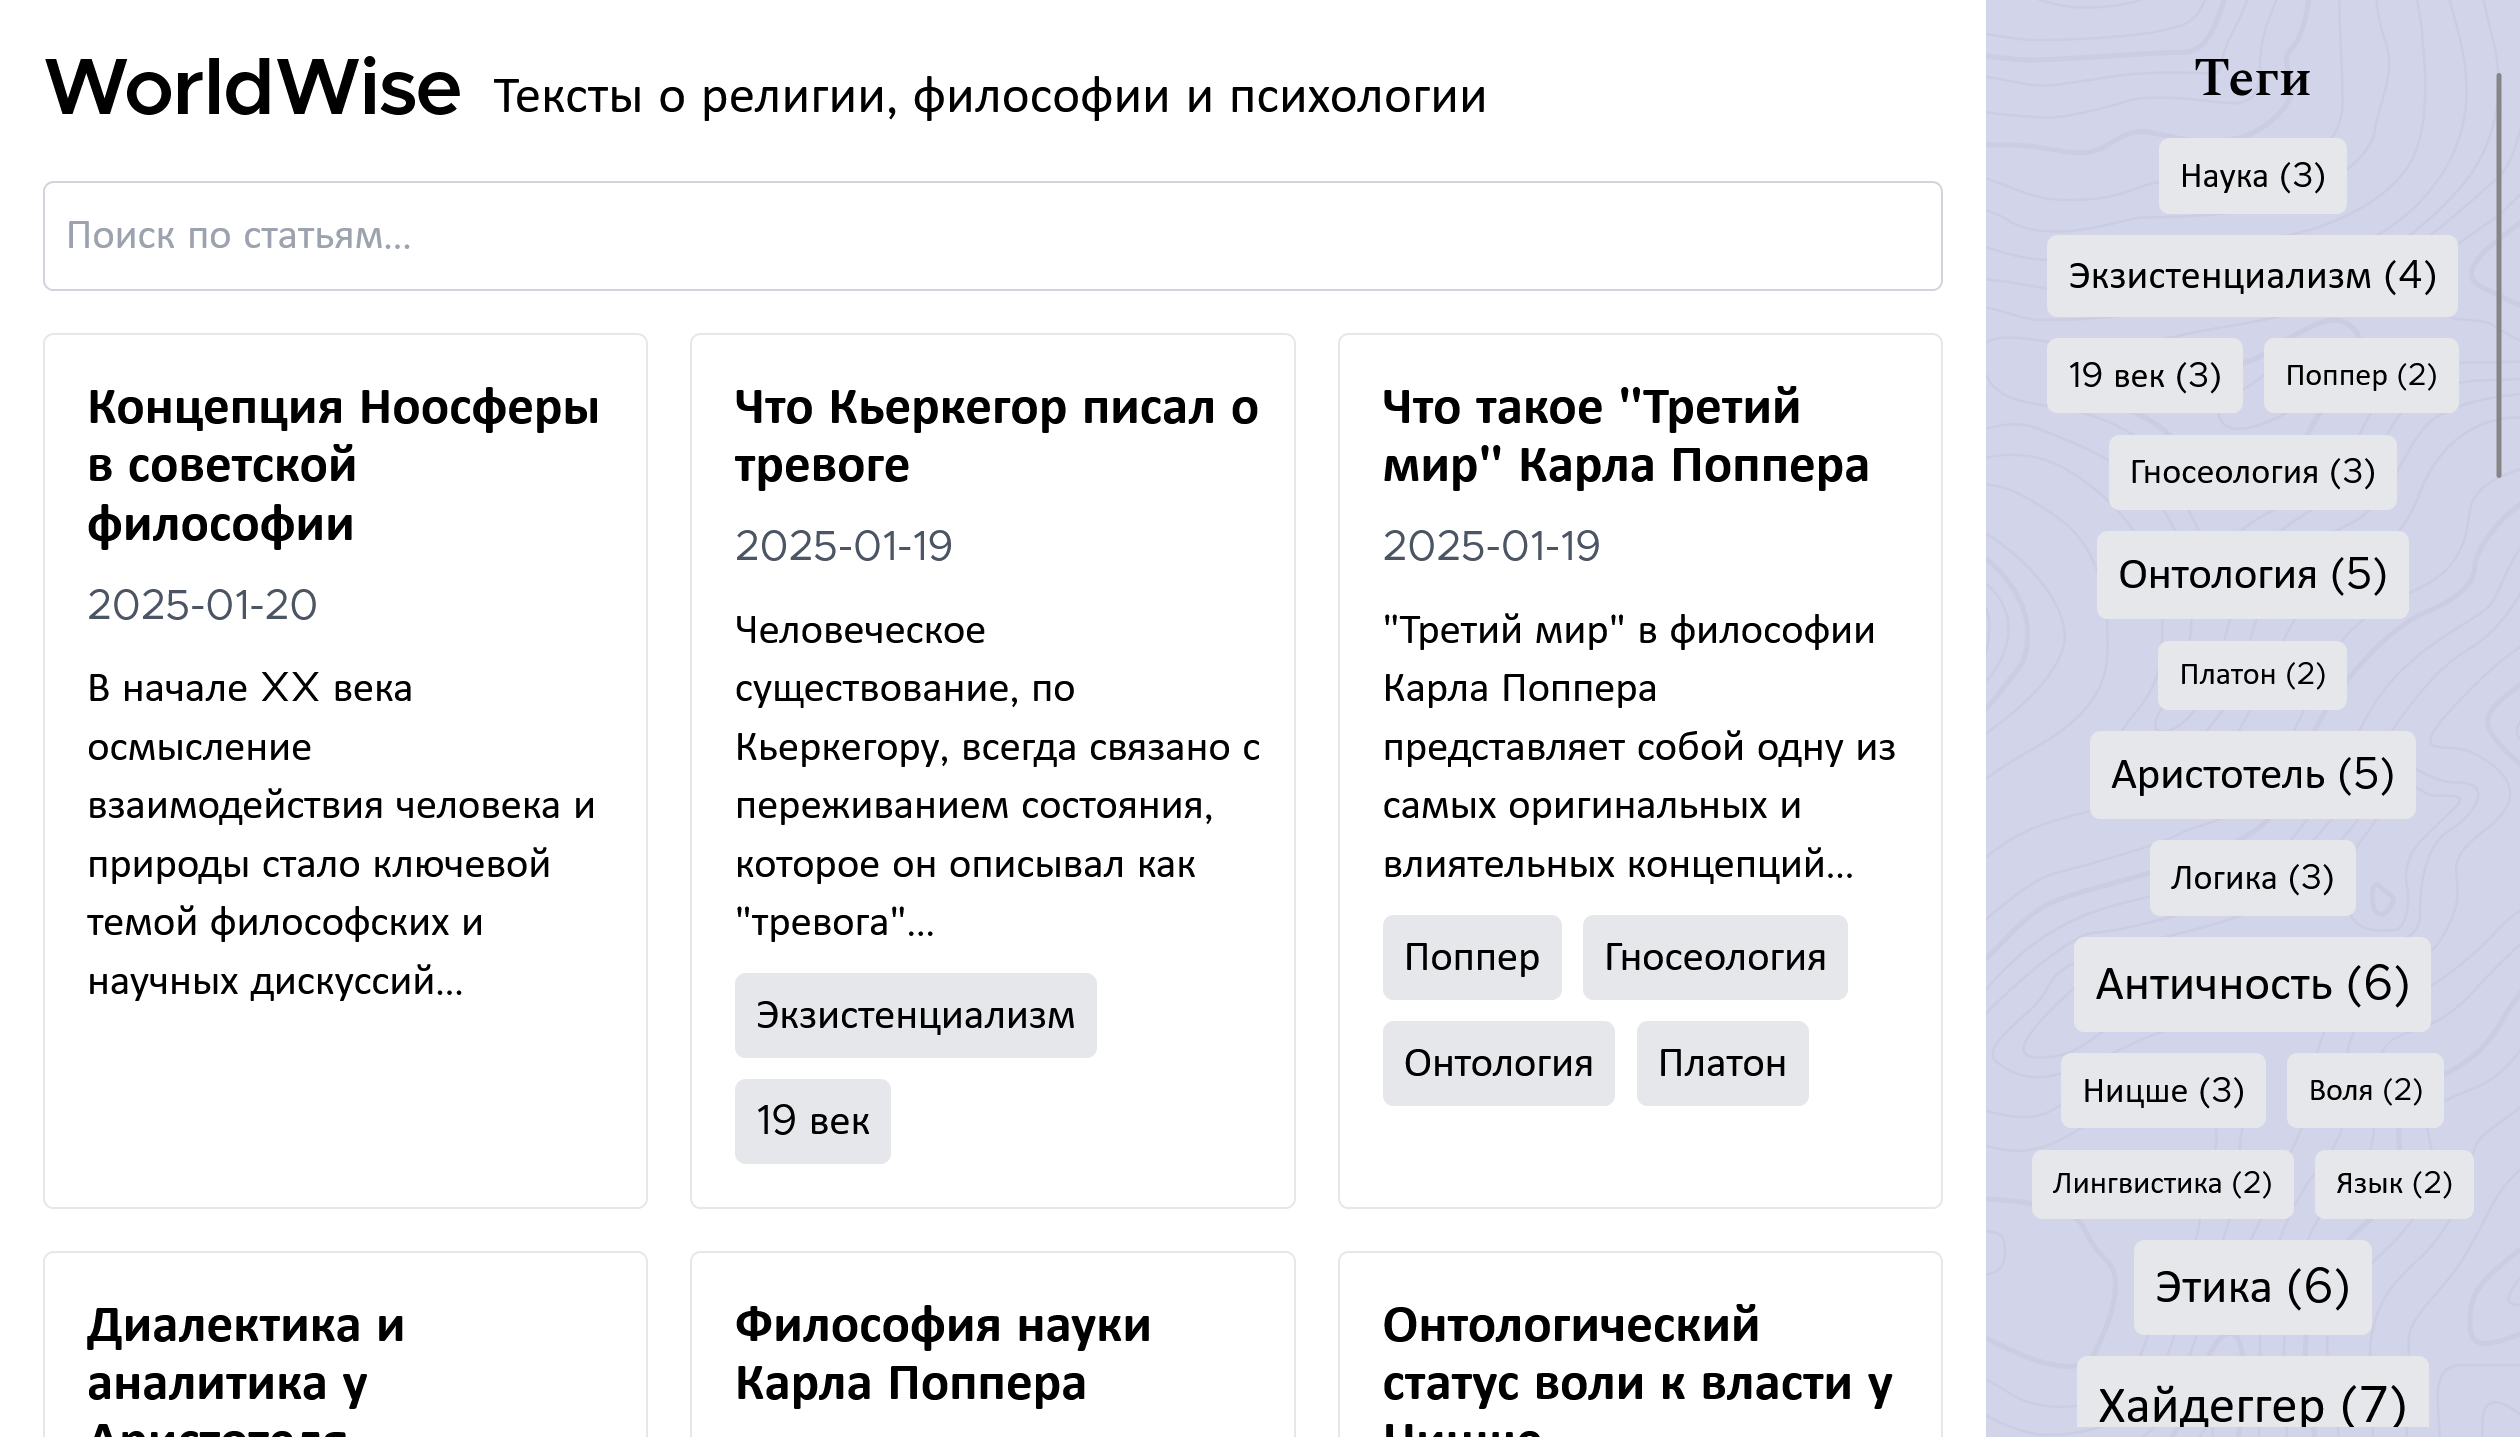 WorldWise Тексты о религии, философии и психологии
Поиск по статьям...
Концепция Ноосферы
в советской
философии
2025-01-20
В начале XX века
осмысление
взаимодействия человека и
природы стало ключевой
темой философских и
научных дискуссий...
Что Кьеркегор писал о
тревоге
2025-01-19
Человеческое
существование, по
Кьеркегору, всегда связано с
переживанием состояния,
которое он описывал как
"тревога"...
Экзистенциализм
19 век
Что такое "Третий
мир" Карла Поппера
2025-01-19
"Третий мир" в философии
Карла Поппера
представляет собой одну из
самых оригинальных и
влиятельных концепций...
Поппер Гносеология
Онтология Платон
Диалектика и
аналитика у
Аристотеля
Философия науки
Карла Поппера
Онтологический
статус воли к власти у
Ницше
Теги
Наука (3)
Экзистенциализм (4)
19 век (3) Поппер (2)
Гносеология (3)
Онтология (5)
Платон (2)
Аристотель (5)
Логика (3)
Античность (6)
Ницше (3) Воля (2)
Лингвистика (2) Язык (2)
Этика (6)
Хайдеггер (7)